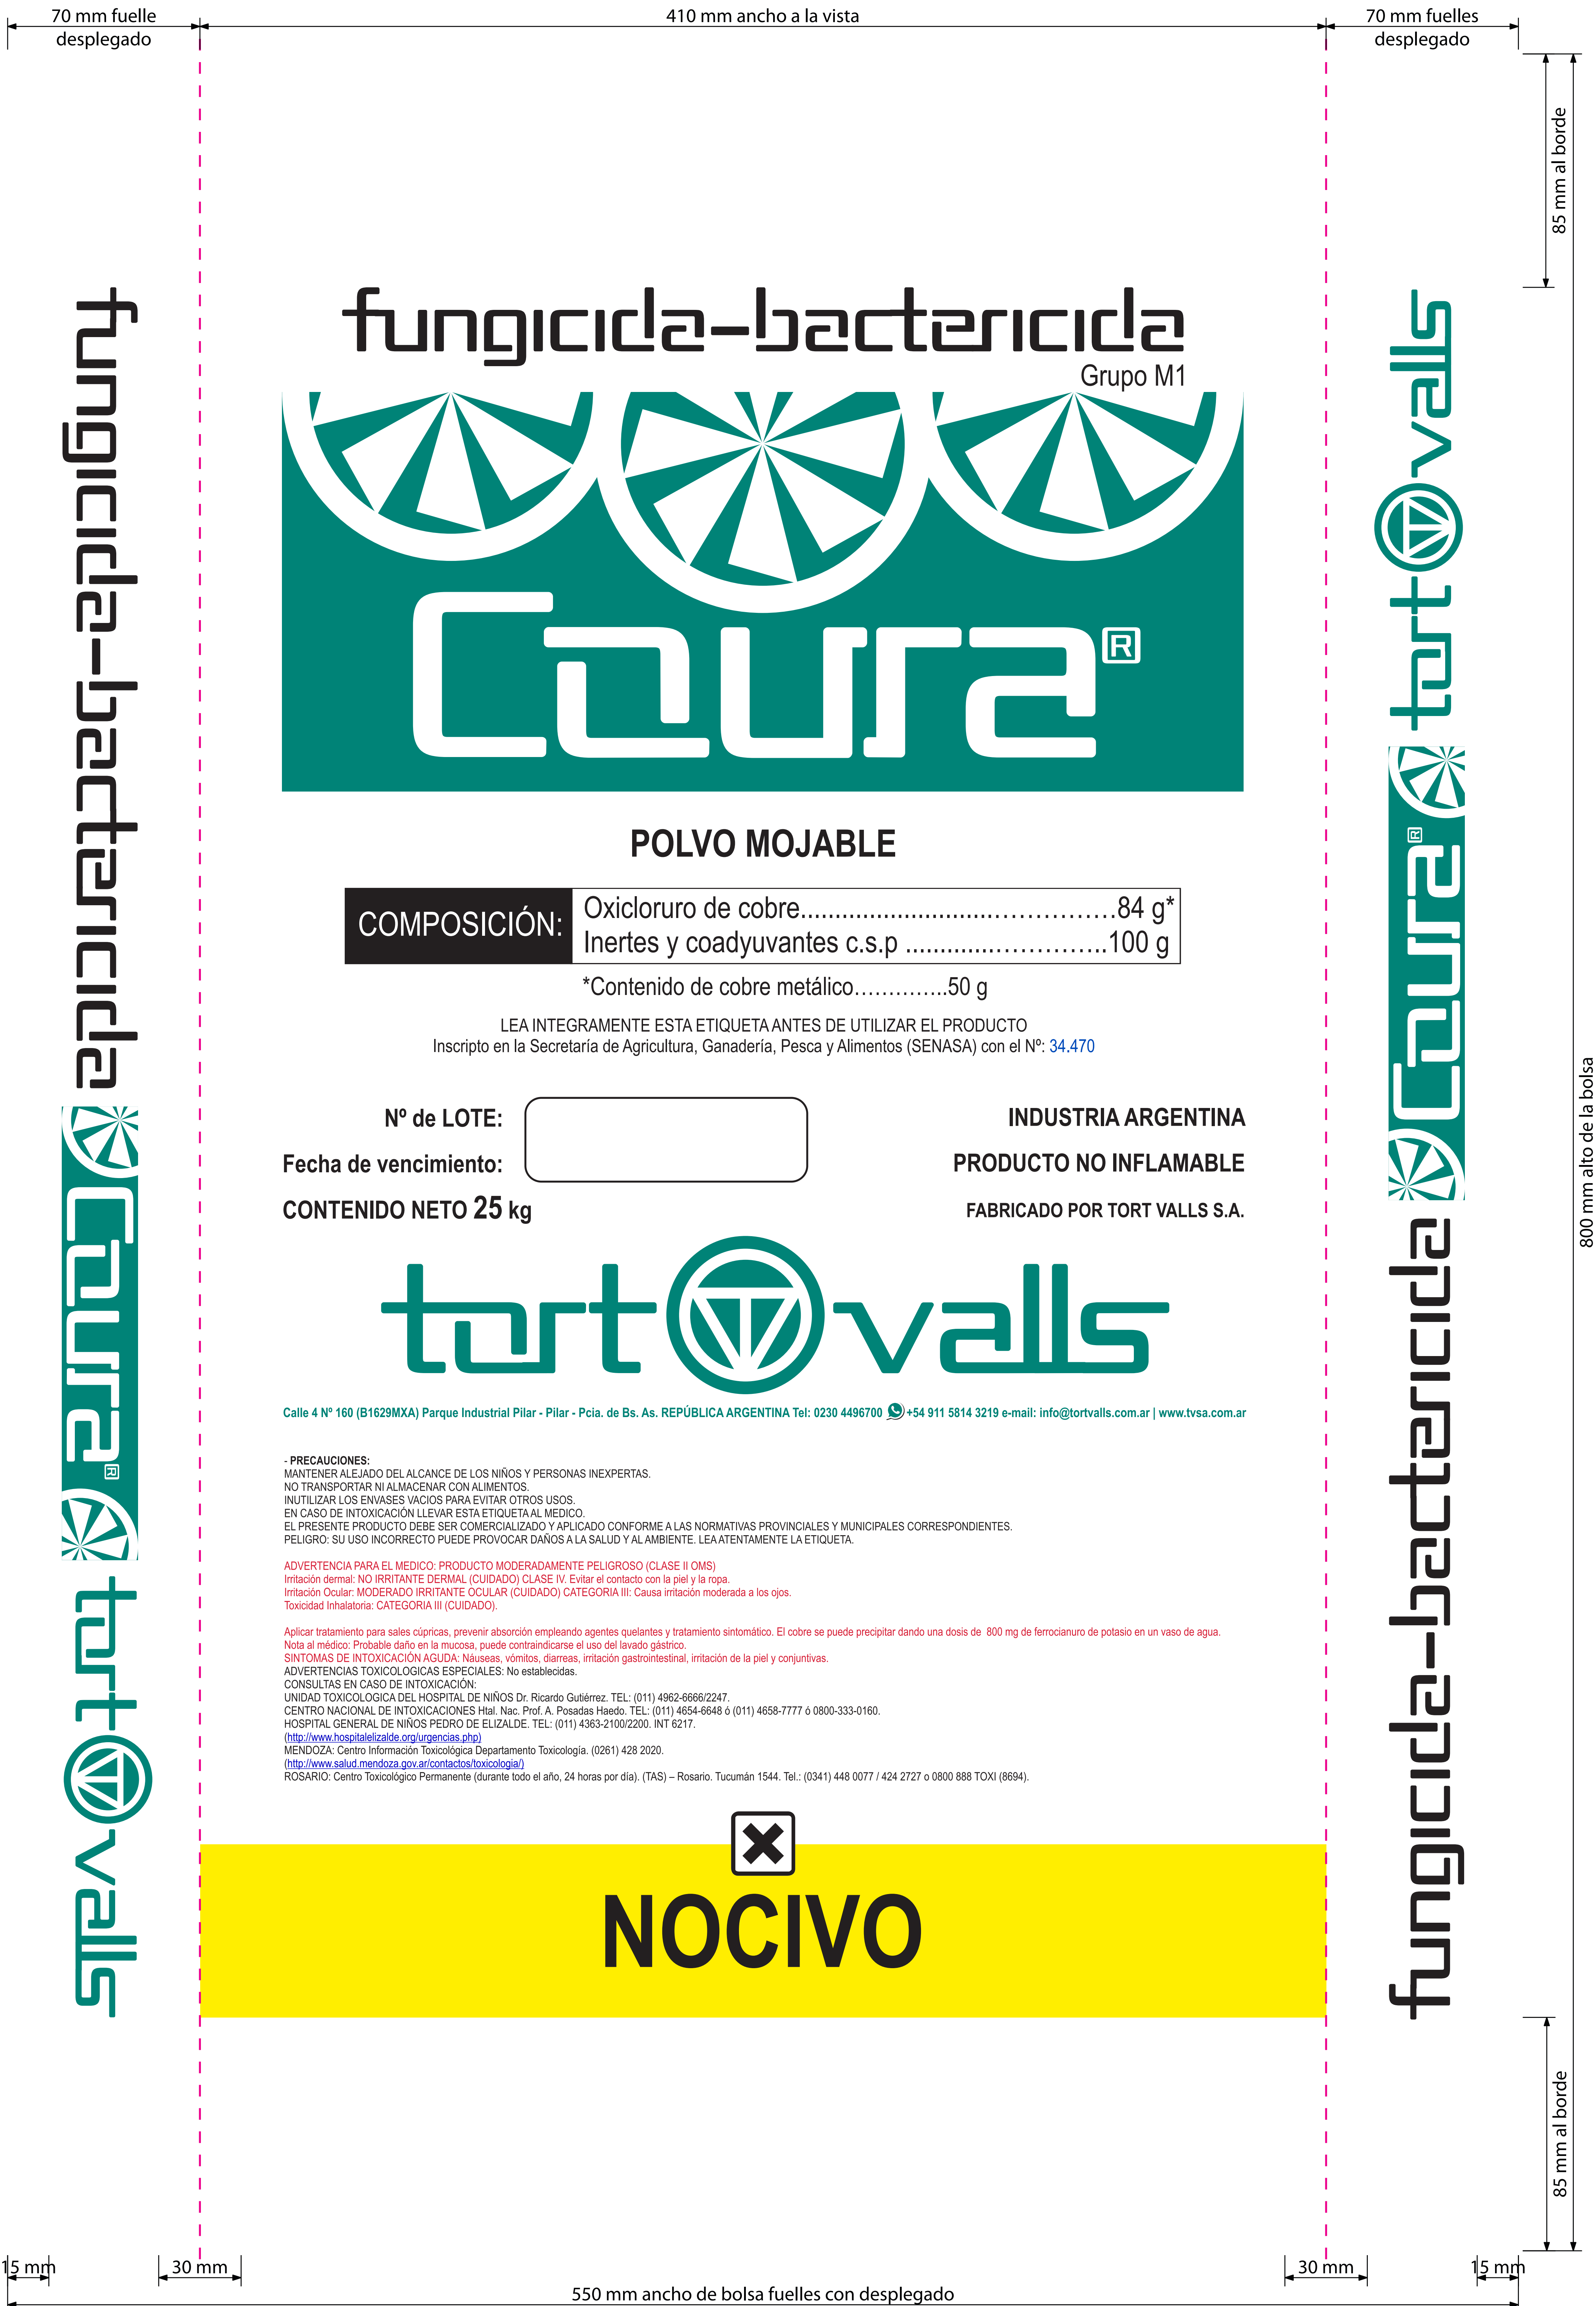 70 mm fuelle
desplegado
410 mm ancho a la vista
70 mm fuelles
desplegado
85 mm al borde
800 mm alto de la bolsa
fungicida-bactericida
Coura®
tort valls
fungicida-bactericida
Grupo M1
Coura®
POLVO MOJABLE
COMPOSICIÓN:
Oxicloruro de cobre............................……………84 g*
Inertes y coadyuvantes c.s.p .............…………..100 g
*Contenido de cobre metálico…………..50 g
LEA INTEGRAMENTE ESTA ETIQUETA ANTES DE UTILIZAR EL PRODUCTO
Inscripto en la Secretaría de Agricultura, Ganadería, Pesca y Alimentos (SENASA) con el Nº: 34.470
Nº de LOTE:
Fecha de vencimiento:
CONTENIDO NETO 25 kg
INDUSTRIA ARGENTINA
PRODUCTO NO INFLAMABLE
FABRICADO POR TORT VALLS S.A.
tort valls
Calle 4 Nº 160 (B1629MXA) Parque Industrial Pilar - Pilar - Pcia. de Bs. As. REPÚBLICA ARGENTINA Tel: 0230 4496700 +54 911 5814 3219 e-mail: info@tortvalls.com.ar | www.tvsa.com.ar
- PRECAUCIONES:
MANTENER ALEJADO DEL ALCANCE DE LOS NIÑOS Y PERSONAS INEXPERTAS.
NO TRANSPORTAR NI ALMACENAR CON ALIMENTOS.
INUTILIZAR LOS ENVASES VACIOS PARA EVITAR OTROS USOS.
EN CASO DE INTOXICACIÓN LLEVAR ESTA ETIQUETA AL MEDICO.
EL PRESENTE PRODUCTO DEBE SER COMERCIALIZADO Y APLICADO CONFORME A LAS NORMATIVAS PROVINCIALES Y MUNICIPALES CORRESPONDIENTES.
PELIGRO: SU USO INCORRECTO PUEDE PROVOCAR DAÑOS A LA SALUD Y AL AMBIENTE. LEA ATENTAMENTE LA ETIQUETA.
ADVERTENCIA PARA EL MEDICO: PRODUCTO MODERADAMENTE PELIGROSO (CLASE II OMS)
Irritación dermal: NO IRRITANTE DERMAL (CUIDADO) CLASE IV. Evitar el contacto con la piel y la ropa.
Irritación Ocular: MODERADO IRRITANTE OCULAR (CUIDADO) CATEGORIA III: Causa irritación moderada a los ojos.
Toxicidad Inhalatoria: CATEGORIA III (CUIDADO).
Aplicar tratamiento para sales cúpricas, prevenir absorción empleando agentes quelantes y tratamiento sintomático. El cobre se puede precipitar dando una dosis de 800 mg de ferrocianuro de potasio en un vaso de agua.
Nota al médico: Probable daño en la mucosa, puede contraindicarse el uso del lavado gástrico.
SINTOMAS DE INTOXICACIÓN AGUDA: Náuseas, vómitos, diarreas, irritación gastrointestinal, irritación de la piel y conjuntivas.
ADVERTENCIAS TOXICOLOGICAS ESPECIALES: No establecidas.
CONSULTAS EN CASO DE INTOXICACIÓN:
UNIDAD TOXICOLOGICA DEL HOSPITAL DE NIÑOS Dr. Ricardo Gutiérrez. TEL: (011) 4962-6666/2247.
CENTRO NACIONAL DE INTOXICACIONES Htal. Nac. Prof. A. Posadas Haedo. TEL: (011) 4654-6648 ó (011) 4658-7777 ó 0800-333-0160.
HOSPITAL GENERAL DE NIÑOS PEDRO DE ELIZALDE. TEL: (011) 4363-2100/2200. INT 6217.
(http://www.hospitalelizalde.org/urgencias.php)
MENDOZA: Centro Información Toxicológica Departamento Toxicología. (0261) 428 2020.
(http://www.salud.mendoza.gov.ar/contactos/toxicologia/)
ROSARIO: Centro Toxicológico Permanente (durante todo el año, 24 horas por día). (TAS) – Rosario. Tucumán 1544. Tel.: (0341) 448 0077 / 424 2727 o 0800 888 TOXI (8694).
NOCIVO
fungicida-bactericida
Coura®
tort valls
85 mm al borde
15 mm
30 mm
30 mm
15 mm
550 mm ancho de bolsa fuelles con desplegado